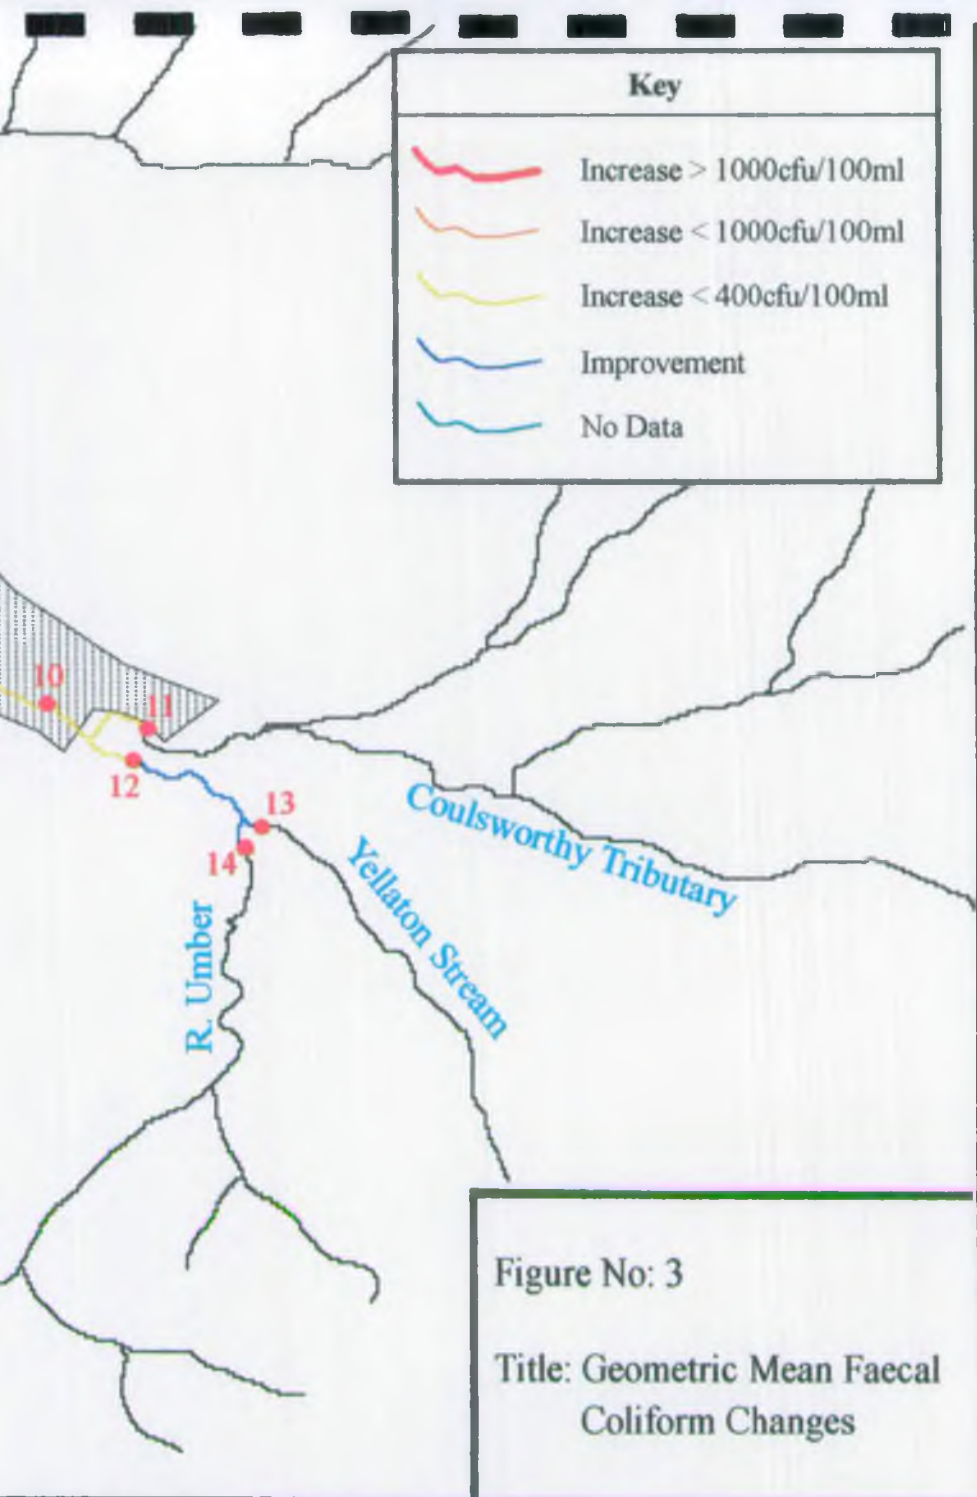 Key
Increase > 1000cfu/100ml
Increase < 1000cfu/100ml
Increase < 400cfu/100ml
Improvement
No Data
10
11
12
13
14
Coulsworthy Tributary
Yellaton Stream
R. Umber
Figure No: 3
Title: Geometric Mean Faecal
Coliform Changes